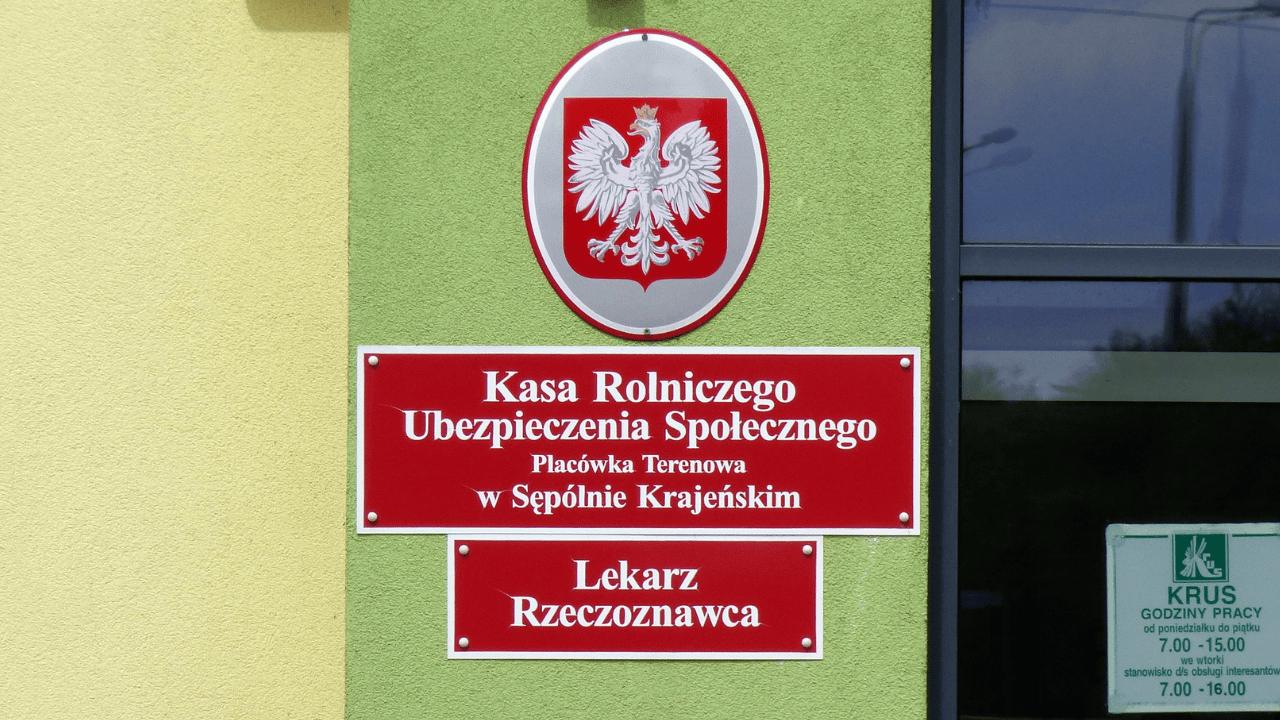 Kasa Rolniczego
Ubezpieczenia Społecznego
Placówka Terenowa
w Sępólnie Krajeńskim
Lekarz
Rzeczoznawca
KRUS
KRUS
GODZINY PRACY
od poniedziałku do piątku
7.00 -15.00
we wtorki
stanowisko d/s obsługi interesantów
7.00 -16.00